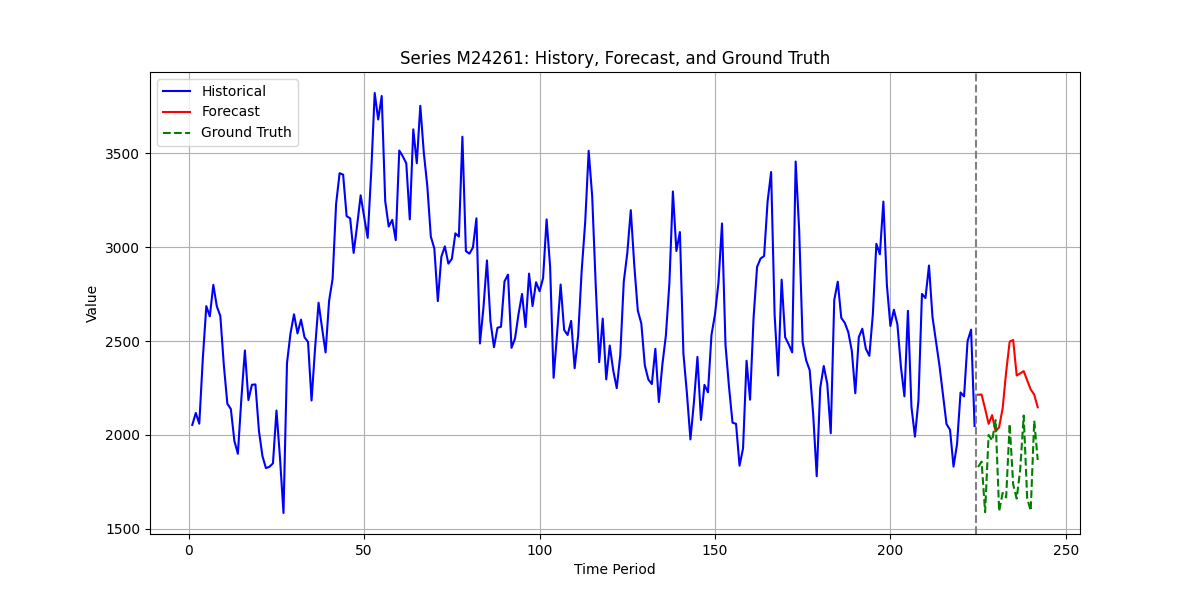 Series M24261: History, Forecast, and Ground Truth
Historical
Forecast
Ground Truth
Value
3500
3000
2500
2000
1500
0
50
100
150
200
250
Time Period